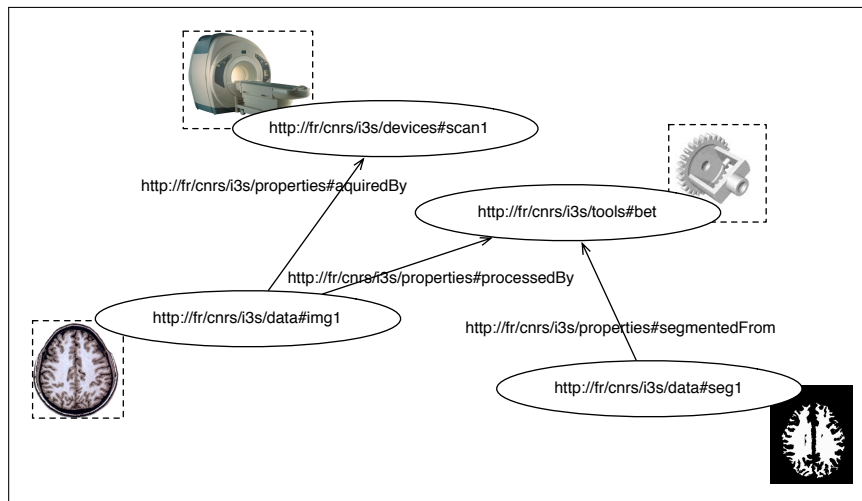 http://fr/cnrs/i3s/devices#scan1
http://fr/cnrs/i3s/properties#aquiredBy
http://fr/cnrs/i3s/tools#bet
http://fr/cnrs/i3s/properties#processedBy
http://fr/cnrs/i3s/data#img1
http://fr/cnrs/i3s/properties#segmentedFrom
http://fr/cnrs/i3s/data#seg1